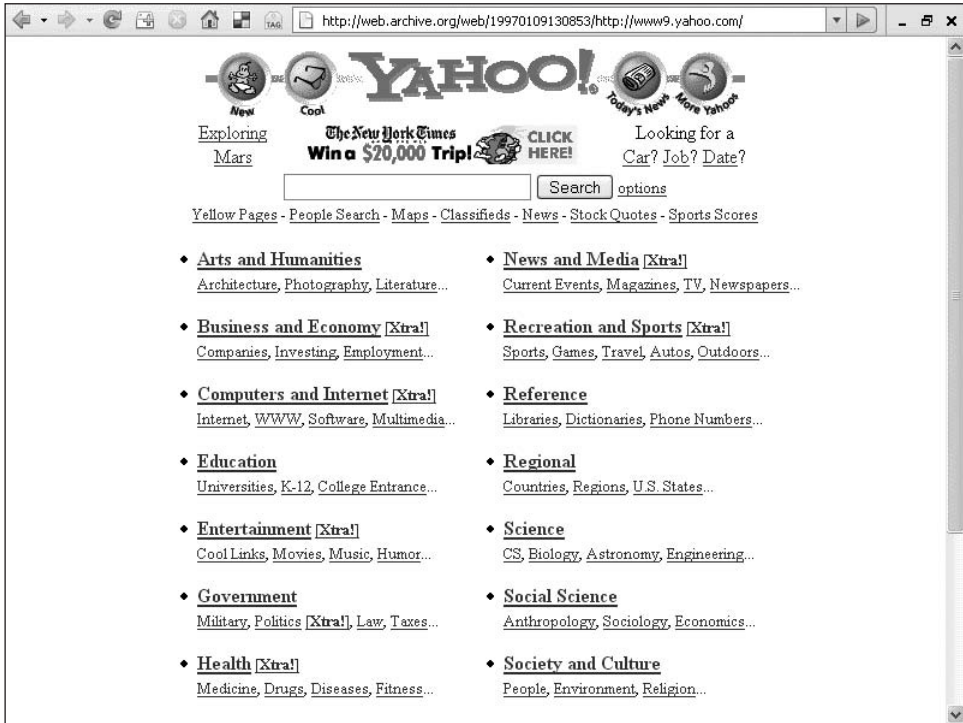 TAG http://web.archive.org/web/19970109130853/http://www9.yahoo.com/
New Cool YAHOO! Today's News More Yahoos
Exploring
Mars
The New York Times
Win a $20,000 Trip!
CLICK
HERE!
Looking for a
Car? Job? Date?
Search options
Yellow Pages - People Search - Maps - Classifieds - News - Stock Quotes - Sports Scores
Arts and Humanities
Architecture, Photography, Literature...
Business and Economy [Xtra!]
Companies, Investing, Employment...
Computers and Internet [Xtra!]
Internet, WWW, Software, Multimedia...
Education
Universities, K-12, College Entrance...
Entertainment [Xtra!]
Cool Links, Movies, Music, Humor...
Government
Military, Politics [Xtra!], Law, Taxes...
Health [Xtra!]
Medicine, Drugs, Diseases, Fitness...
News and Media [Xtra!]
Current Events, Magazines, TV, Newspapers...
Recreation and Sports [Xtra!]
Sports, Games, Travel, Autos, Outdoors...
Reference
Libraries, Dictionaries, Phone Numbers...
Regional
Countries, Regions, U.S. States...
Science
CS, Biology, Astronomy, Engineering...
Social Science
Anthropology, Sociology, Economics...
Society and Culture
People, Environment, Religion...